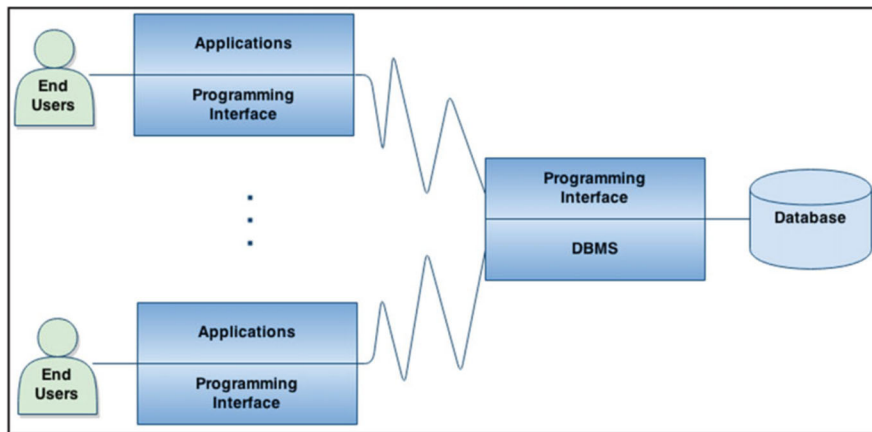 End
Users
Applications
Programming
Interface
Programming
Interface
DBMS
Database
End
Users
Applications
Programming
Interface